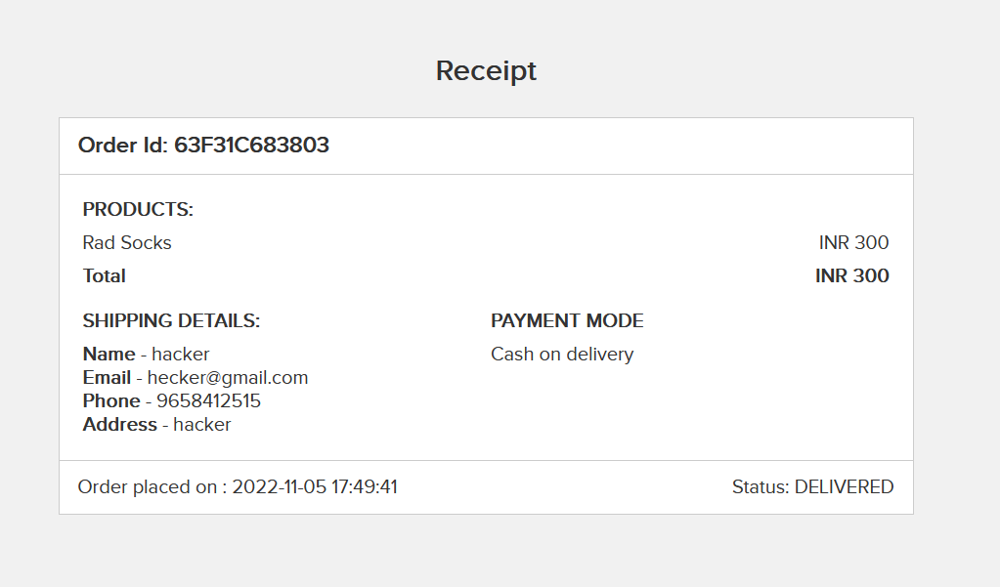 Receipt
Order Id: 63F31C683803
PRODUCTS:
Rad Socks INR 300
Total INR 300
SHIPPING DETAILS:
Name - hacker
Email - hecker@gmail.com
Phone - 9658412515
Address - hacker
PAYMENT MODE
Cash on delivery
Order placed on : 2022-11-05 17:49:41 Status: DELIVERED